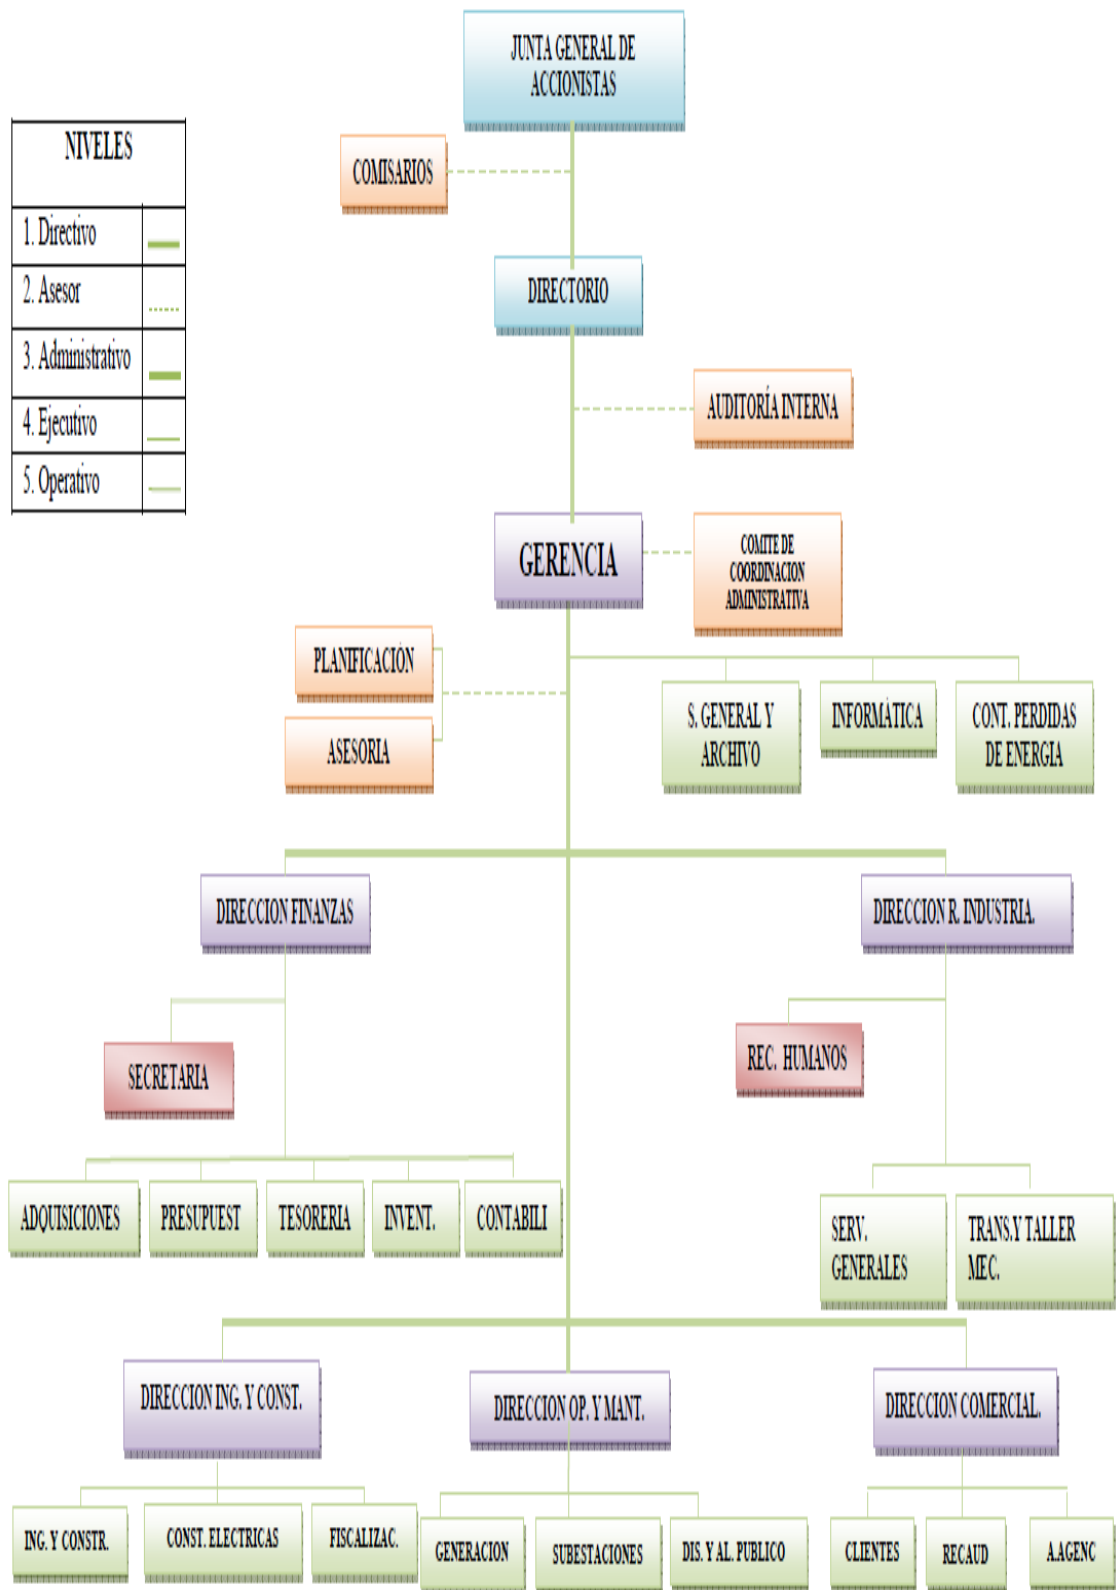 JUNTA GENERAL DE
ACCIONISTAS
NIVELES
1. Directivo
2. Asesor
3. Administrativo
4. Ejecutivo
5. Operativo
COMISARIOS
DIRECTORIO
AUDITORÍA INTERNA
GERENCIA
COMITE DE
COORDINACION
ADMINISTRATIVA
PLANIFICACIÓN
ASESORIA
S. GENERAL Y
ARCHIVO
INFORMÁTICA
CONT. PERDIDAS
DE ENERGIA
DIRECCION FINANZAS
DIRECCION R. INDUSTRIA.
SECRETARIA
REC. HUMANOS
ADQUISICIONES
PRESUPUEST
TESORERIA
INVENT.
CONTABILI
SERV.
GENERALES
TRANS.Y TALLER
MEC.
DIRECCION ING. Y CONST.
DIRECCION OP. Y MANT.
DIRECCION COMERCIAL.
ING. Y CONSTR.
CONST. ELECTRICAS
FISCALIZAC.
GENERACION
SUBESTACIONES
DIS. Y AL. PUBLICO
CLIENTES
RECAUD
A.AGENC